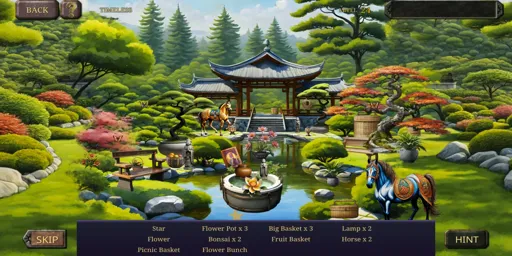 BACK
?
TIMELESS
Star
Flower Pot x 3
Big Basket x 3
Lamp x 2
Flower
Bonsai x 2
Fruit Basket
Horse x 2
Picnic Basket
Flower Bunch
SKIP
HINT